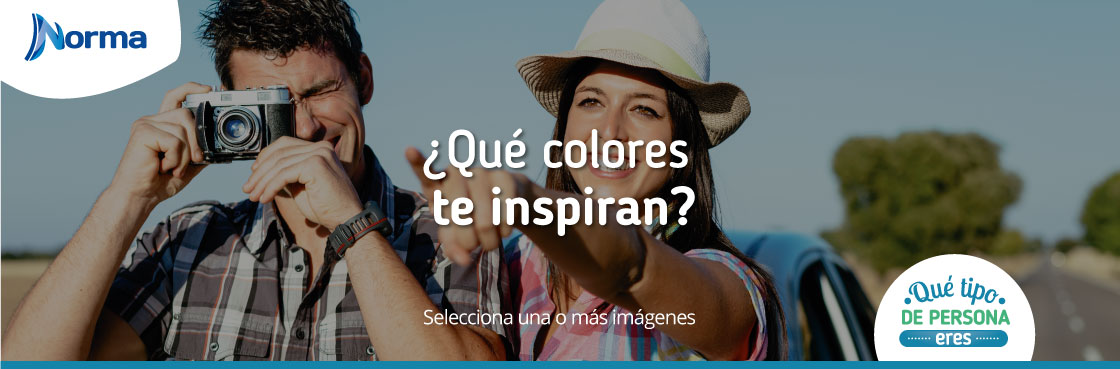 Norma
¿Qué colores
te inspiran?
Selecciona una o más imágenes
Qué tipo
DE PERSONA
eres